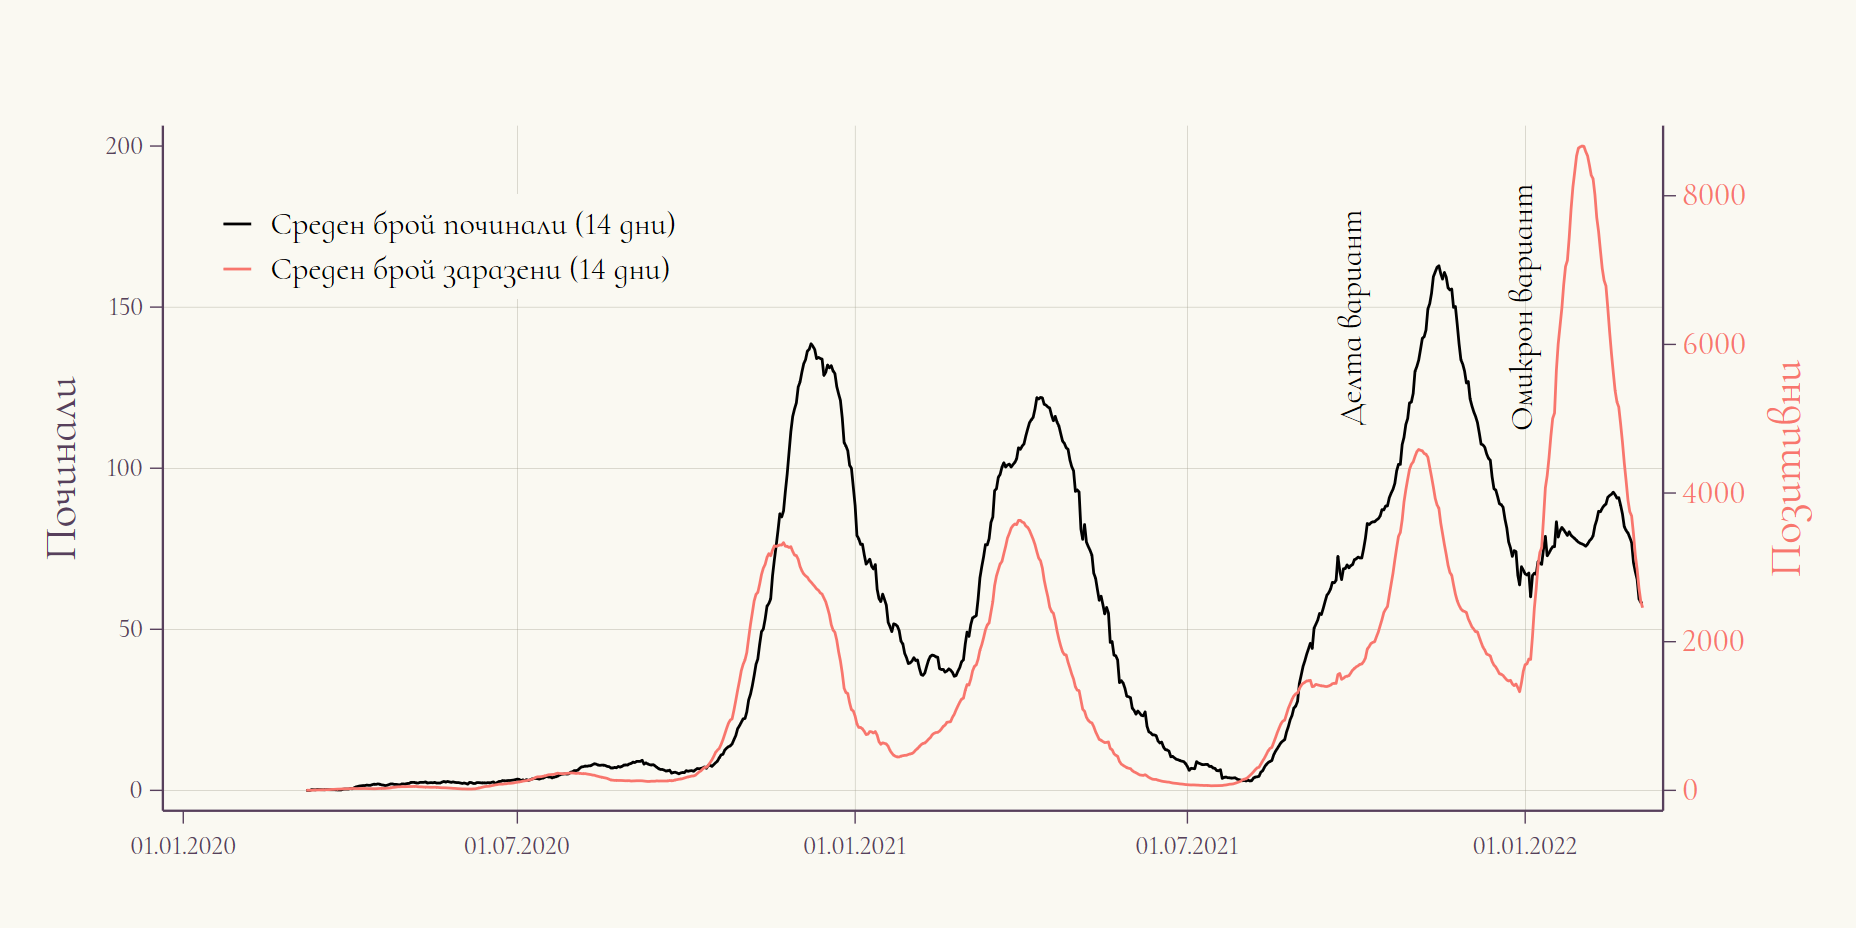 Среден брой починали (14 дни)
Среден брой заразени (14 дни)
Делта вариант
Омикрон вариант
Починали
200
150
100
50
0
Позитивни
8000
6000
4000
2000
0
01.01.2020
01.07.2020
01.01.2021
01.07.2021
01.01.2022